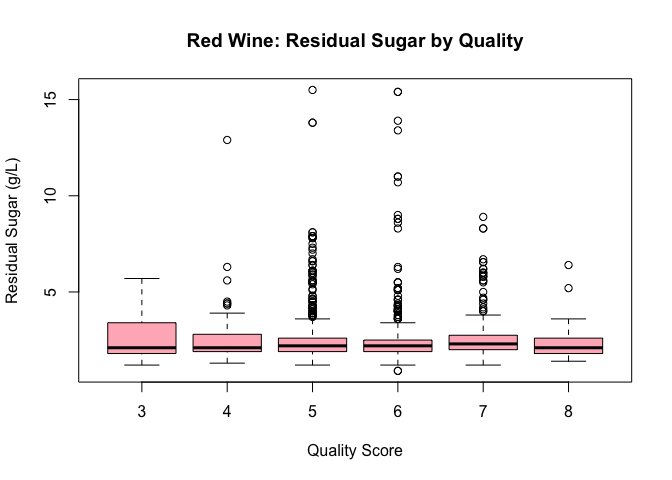 Red Wine: Residual Sugar by Quality
15
10
5
Residual Sugar (g/L)
3 4 5 6 7 8
Quality Score